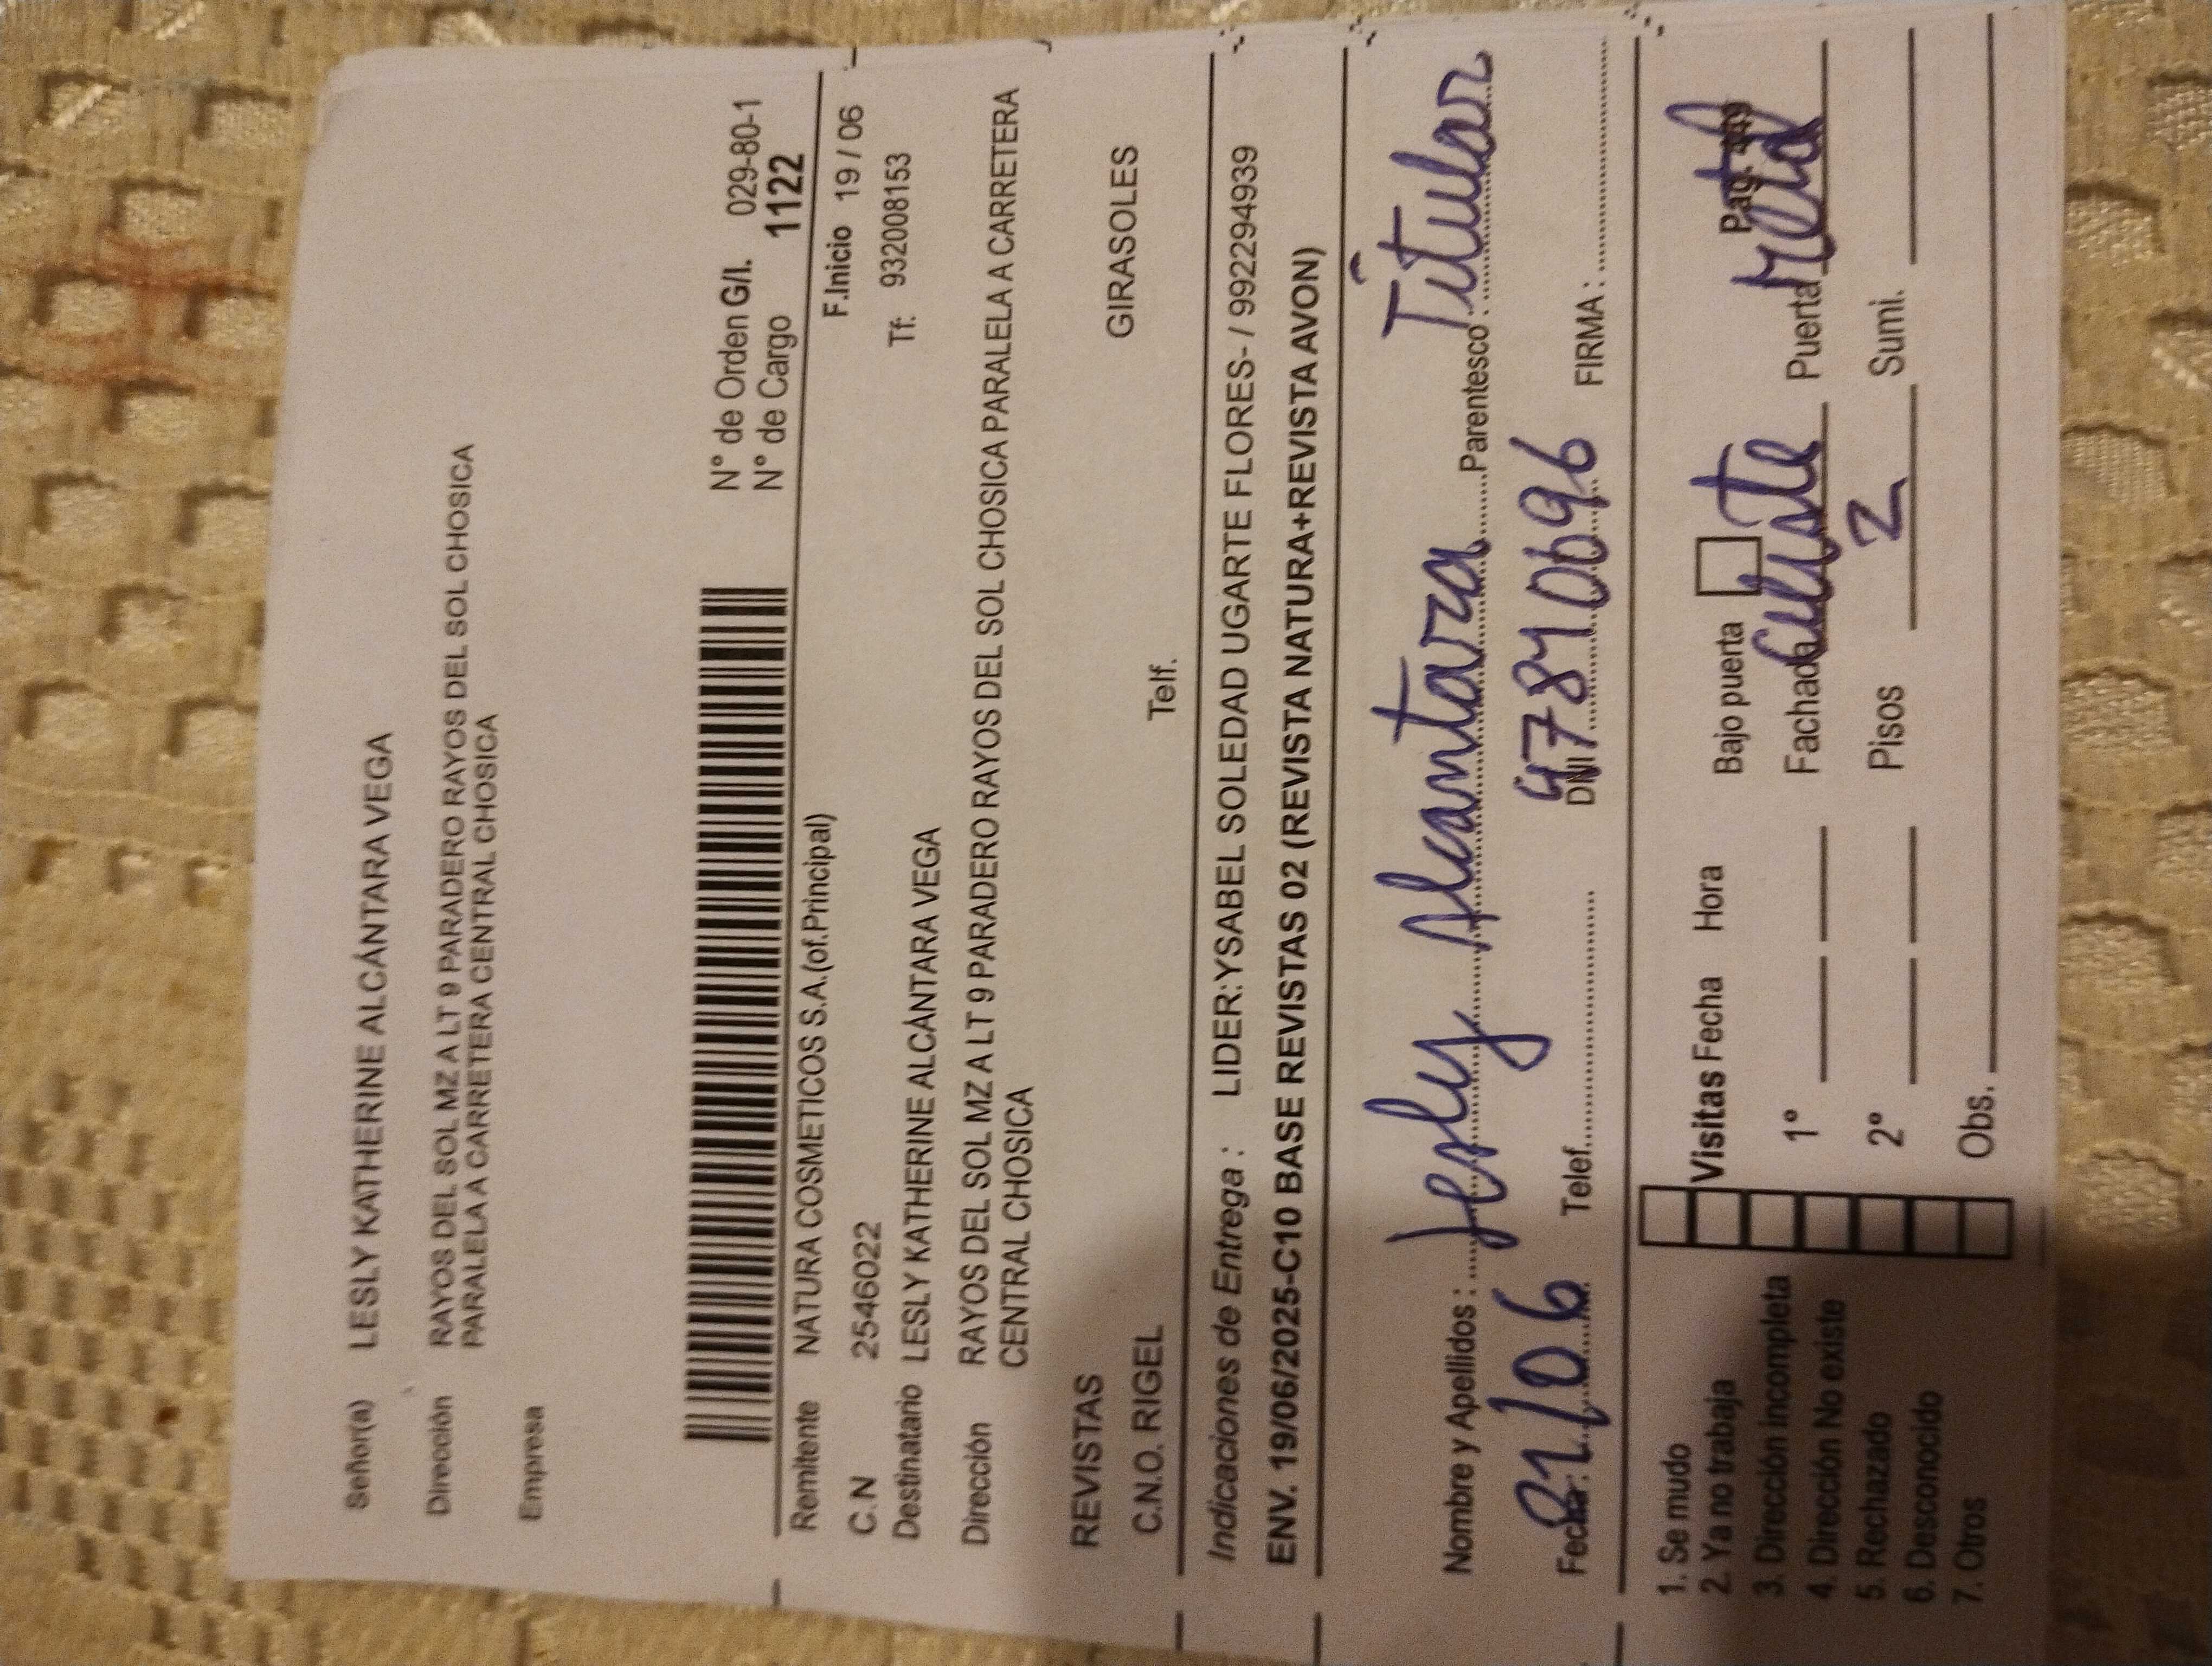 Señor(a) LESLY KATHERINE ALCÁNTARA VEGA
Dirección RAYOS DEL SOL MZ A LT 9 PARADERO RAYOS DEL SOL CHOSICA
PARALELA A CARRETERA CENTRAL CHOSICA
Empresa
N° de Orden G/I. 029-80-1
N° de Cargo 1122
Remitente NATURA COSMETICOS S.A.(of.Principal) F.Inicio 19 / 06
C.N 25546022 Tf: 932008153
Destinatario LESLY KATHERINE ALCÁNTARA VEGA
Dirección RAYOS DEL SOL MZ A LT 9 PARADERO RAYOS DEL SOL CHOSICA PARALELA A CARRETERA
CENTRAL CHOSICA
REVISTAS GIRASOLES
C.N.O. RIGEL Telf.
Indicaciones de Entrega : LIDER:YSABEL SOLEDAD UGARTE FLORES- / 992294939
ENV. 19/06/2025-C10 BASE REVISTAS 02 (REVISTA NATURA+REVISTA AVON)
Nombre y Apellidos : Lesly Alcantara Parentesco : Titular
Fecha : 21/06 Telef. DNI 47810696 FIRMA :
1. Se mudo Visitas Fecha Hora Bajo puerta Pag. 449
2. Ya no trabaja
3. Dirección incompleta 1° Fachada Celeste Puerta Metal
4. Dirección No existe
5. Rechazado 2° Pisos 2 Sumi.
6. Desconocido
7. Otros Obs.